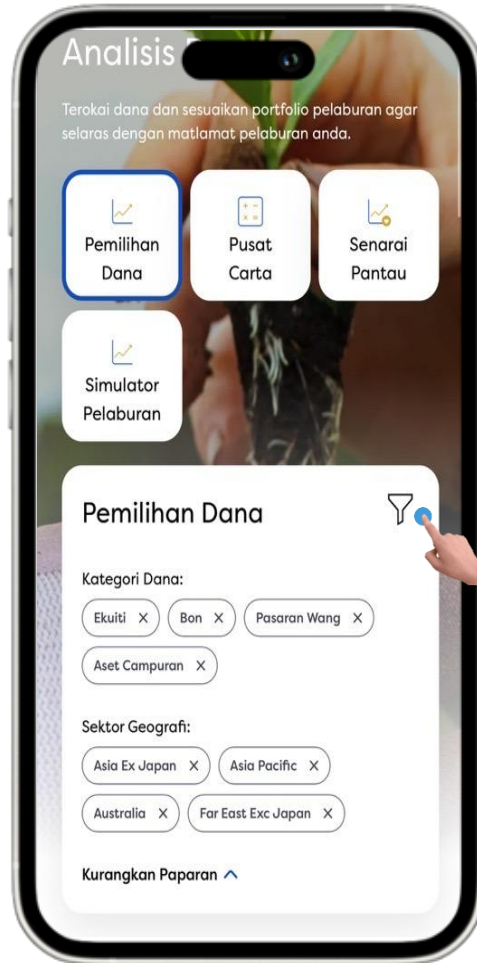 Analisis
Terokai dana dan sesuaikan portfolio pelaburan agar
selaras dengan matlamat pelaburan anda.
Pemilihan
Dana
Pusat
Carta
Senarai
Pantau
Simulator
Pelaburan
Pemilihan Dana
Kategori Dana:
Ekuiti X Bon X Pasaran Wang X
Aset Campuran X
Sektor Geografi:
Asia Ex Japan X Asia Pacific X
Australia X Far East Exc Japan X
Kurangkan Paparan